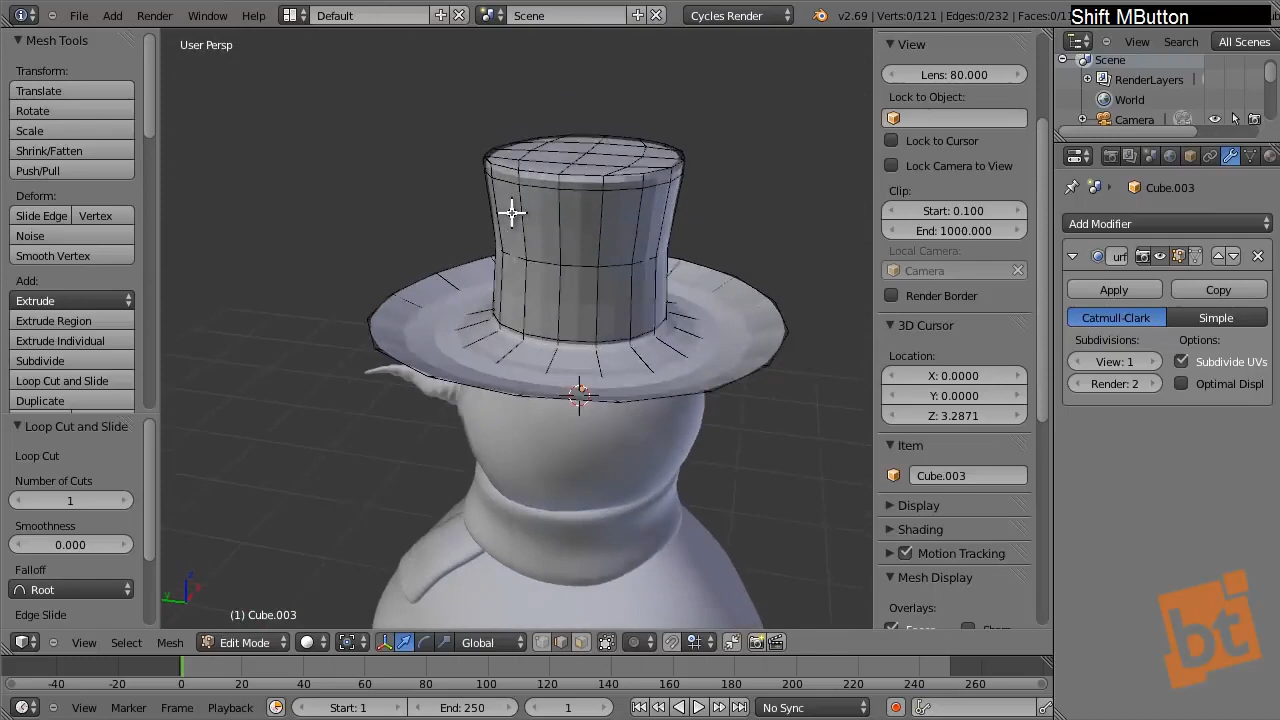 File Add Render Window Help Default Scene Cycles Render v2.69 | Verts:0/121 | Edges:0/232 | Faces:0/1
Shift MButton
Mesh Tools
Transform:
Translate
Rotate
Scale
Shrink/Fatten
Push/Pull
Deform:
Slide Edge Vertex
Noise
Smooth Vertex
Add:
Extrude
Extrude Region
Extrude Individual
Subdivide
Loop Cut and Slide
Duplicate
Loop Cut and Slide
Loop Cut
Number of Cuts
1
Smoothness
0.000
Falloff
Root
Edge Slide
User Persp
(1) Cube.003
View
Lens: 80.000
Lock to Object:
Lock to Cursor
Lock Camera to View
Clip:
Start: 0.100
End: 1000.000
Local Camera:
Camera
Render Border
3D Cursor
Location:
X: 0.0000
Y: 0.0000
Z: 3.2871
Item
Cube.003
Display
Shading
Motion Tracking
Mesh Display
Overlays:
View Search All Scenes
Scene
RenderLayers
World
Camera
Cube.003
Add Modifier
urf
Apply Copy
Catmull-Clark Simple
Subdivisions: Options:
View: 1 Subdivide UVs
Render: 2 Optimal Displ
View Select Mesh Edit Mode Global
-40 -20 0 20 40 60 80 100 120 140 160 180 200 220 240 260
View Marker Frame Playback Start: 1 End: 250 1 No Sync
bt